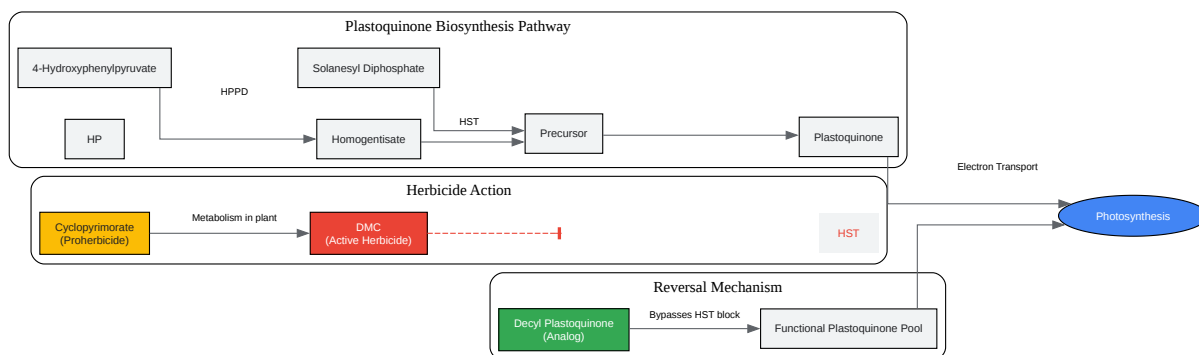 Plastoquinone Biosynthesis Pathway
4-Hydroxyphenylpyruvate
Solanesyl Diphosphate
HPPD
HST
HP
Homogentisate
Precursor
Plastoquinone
Electron Transport
Herbicide Action
Cyclopyrimorate
(Proherbicide)
Metabolism in plant
DMC
(Active Herbicide)
HST
Photosynthesis
Reversal Mechanism
Decyl Plastoquinone
(Analog)
Bypasses HST block
Functional Plastoquinone Pool